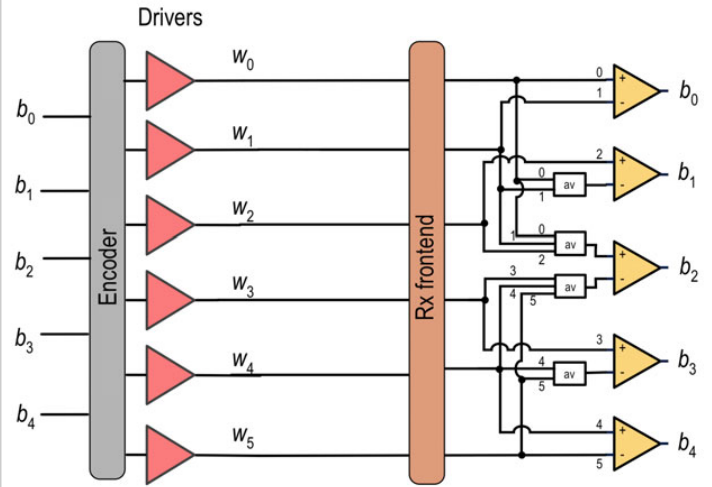 Drivers
w0
0
b0
b0
1
w1
2
b1
0
av
b1
1
w2
1
0
av
b2
2
b2
Encoder
Rx frontend
w3
3
av
4
5
b3
3
b3
w4
4
av
5
b4
w5
4
b4
5
+
-
+
-
+
-
+
-
+
-